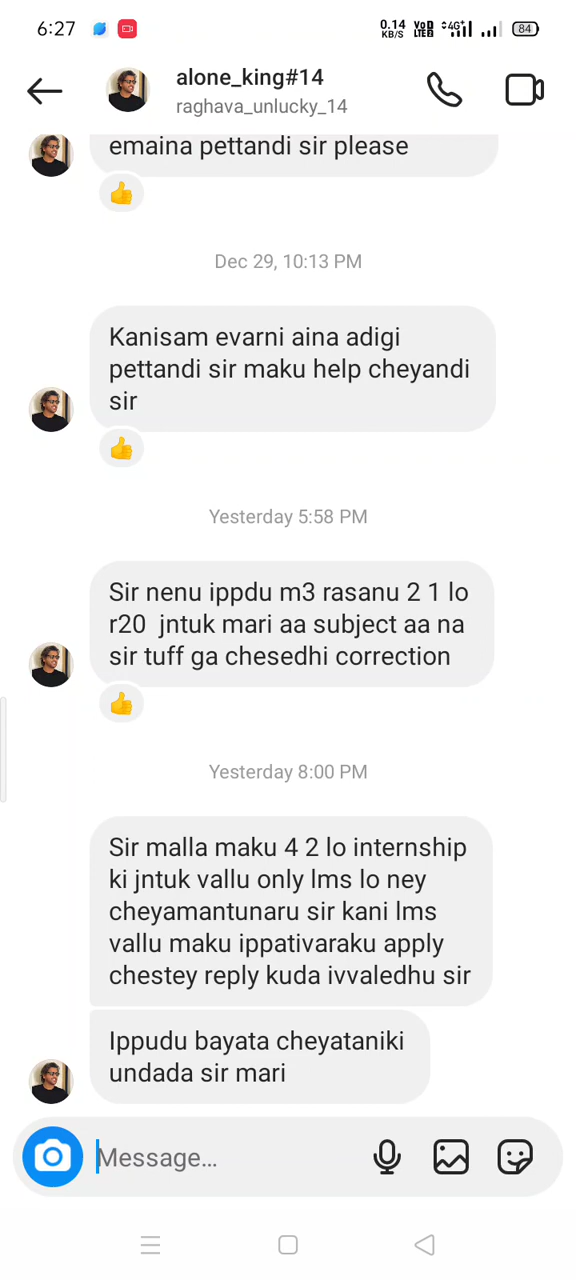 6:27
0.14
KB/S
VoD
LTE2
4G+
84
alone_king#14
raghava_unlucky_14
emaina pettandi sir please
Dec 29, 10:13 PM
Kanisam evarni aina adigi
pettandi sir maku help cheyandi
sir
Yesterday 5:58 PM
Sir nenu ippdu m3 rasanu 2 1 lo
r20 jntuk mari aa subject aa na
sir tuff ga chesedhi correction
Yesterday 8:00 PM
Sir malla maku 4 2 lo internship
ki jntuk vallu only lms lo ney
cheyamantunaru sir kani lms
vallu maku ippativaraku apply
chestey reply kuda ivvaledhu sir
Ippudu bayata cheyataniki
undada sir mari
Message...